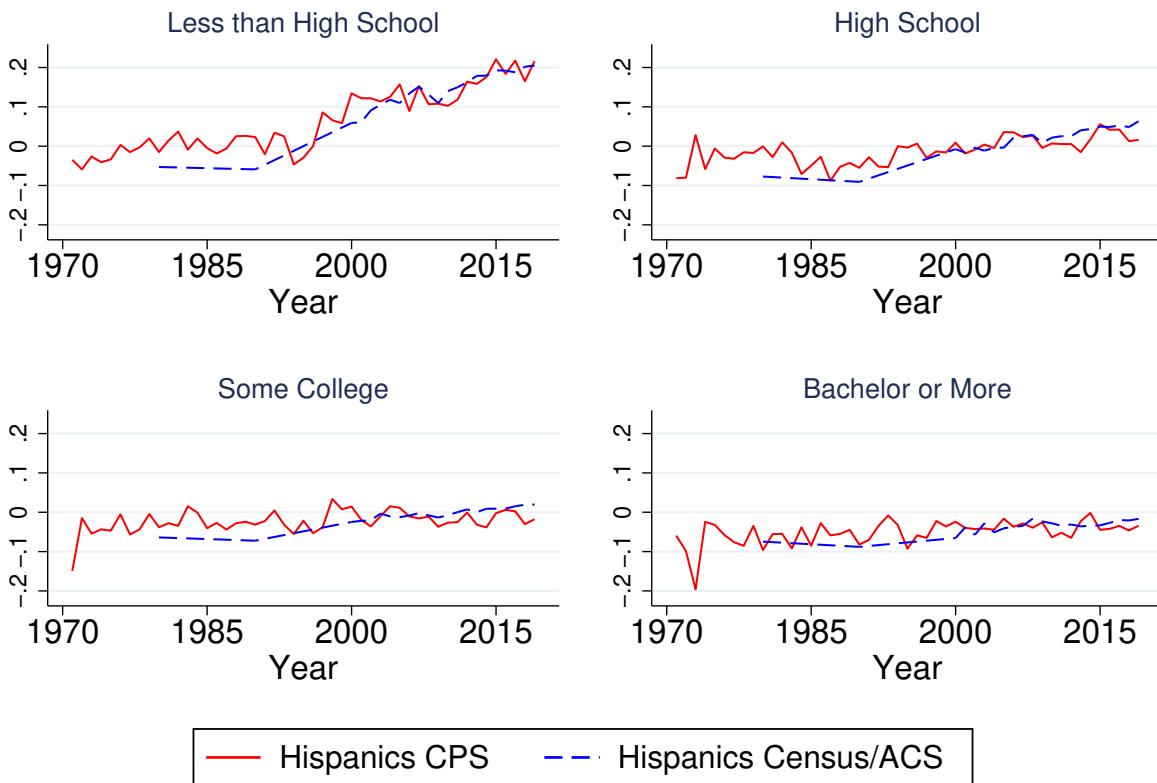 Less than High School
High School
.2
.1
0
-.1
-.2
1970 1985 2000 2015
Year
.2
.1
0
-.1
-.2
1970 1985 2000 2015
Year
Some College
Bachelor or More
.2
.1
0
-.1
-.2
1970 1985 2000 2015
Year
.2
.1
0
-.1
-.2
1970 1985 2000 2015
Year
Hispanics CPS Hispanics Census/ACS